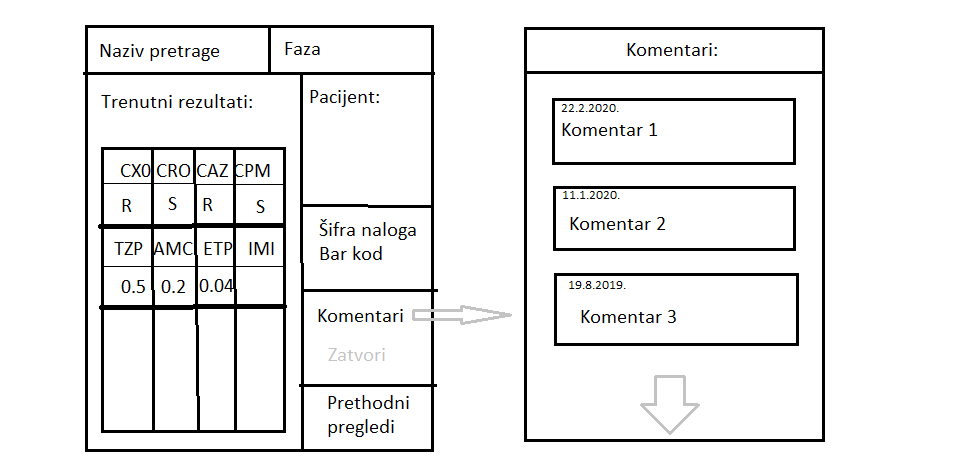 Naziv pretrage
Faza
Trenutni rezultati:
CX0 CRO CAZ CPM
R S R S
TZP AMC ETP IMI
0.5 0.2 0.04
Pacijent:
Šifra naloga
Bar kod
Komentari
Zatvori
Prethodni
pregledi
Komentari:
22.2.2020.
Komentar 1
11.1.2020.
Komentar 2
19.8.2019.
Komentar 3